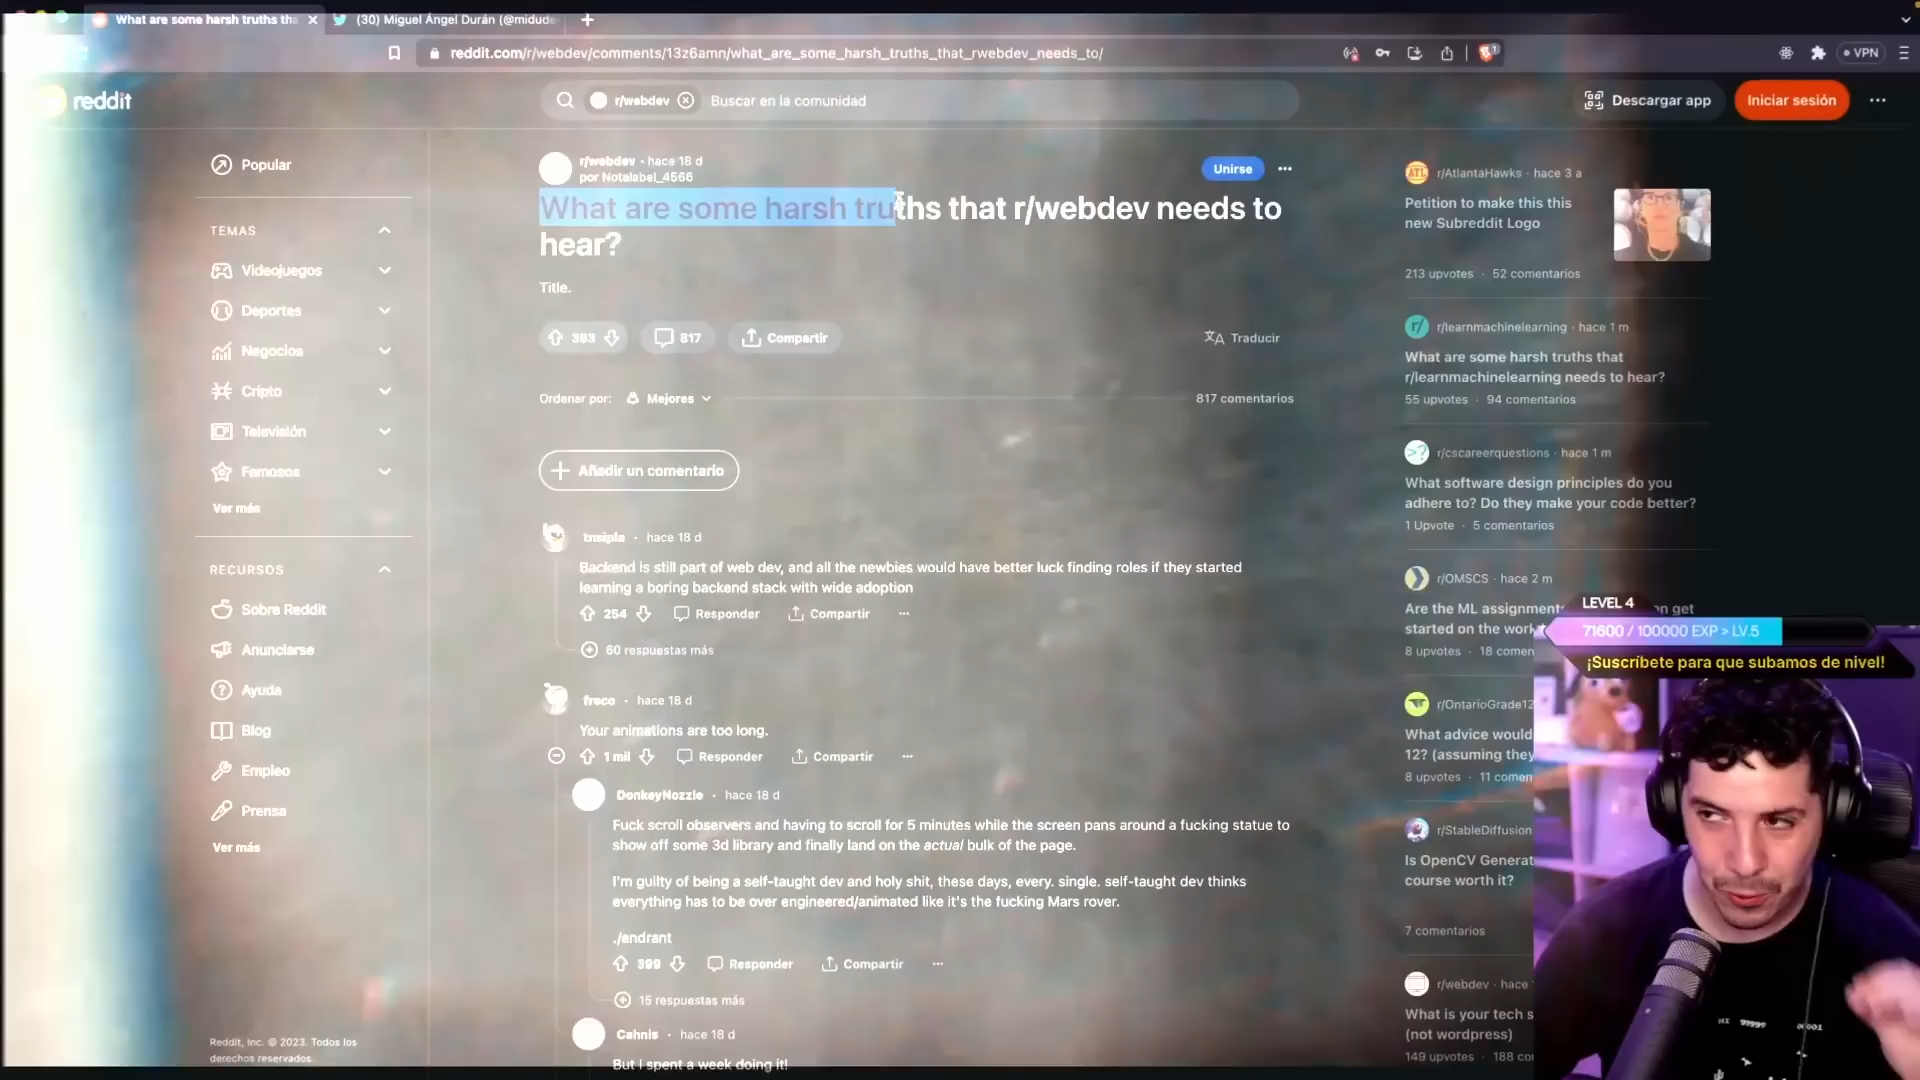 What are some harsh truths tha
(30) Miguel Ángel Durán (@midude
reddit.com/r/webdev/comments/13z6amn/what_are_some_harsh_truths_that_rwebdev_needs_to/
1
VPN
reddit
r/webdev
Buscar en la comunidad
Descargar app
Iniciar sesión
Popular
TEMAS
Videojuegos
Deportes
Negocios
Cripto
Televisión
Famosos
Ver más
RECURSOS
Sobre Reddit
Anunciarse
Ayuda
Blog
Empleo
Prensa
Ver más
Reddit, Inc. © 2023. Todos los
derechos reservados.
r/webdev · hace 18 d
por Notalabel_4566
Unirse
What are some harsh truths that r/webdev needs to
hear?
Title.
383
817
Compartir
Traducir
Ordenar por:
Mejores
817 comentarios
Añadir un comentario
tnsipla · hace 18 d
Backend is still part of web dev, and all the newbies would have better luck finding roles if they started
learning a boring backend stack with wide adoption
254
Responder
Compartir
60 respuestas más
freco · hace 18 d
Your animations are too long.
1 mil
Responder
Compartir
DonkeyNozzle · hace 18 d
Fuck scroll observers and having to scroll for 5 minutes while the screen pans around a fucking statue to
show off some 3d library and finally land on the actual bulk of the page.
I'm guilty of being a self-taught dev and holy shit, these days, every. single. self-taught dev thinks
everything has to be over engineered/animated like it's the fucking Mars rover.
./endrant
399
Responder
Compartir
15 respuestas más
Cahnis · hace 18 d
But I spent a week doing it!
ATL
r/AtlantaHawks · hace 3 a
Petition to make this this
new Subreddit Logo
213 upvotes · 52 comentarios
r/
r/learnmachinelearning · hace 1 m
What are some harsh truths that
r/learnmachinelearning needs to hear?
55 upvotes · 94 comentarios
r/cscareerquestions · hace 1 m
What software design principles do you
adhere to? Do they make your code better?
1 Upvote · 5 comentarios
r/OMSCS · hace 2 m
Are the ML assignments on get
started on the work
8 upvotes · 18 comen
r/OntarioGrade12
What advice would
12? (assuming they
8 upvotes · 11 comen
r/StableDiffusion
Is OpenCV Generat
course worth it?
7 comentarios
r/webdev · hace
What is your tech s
(not wordpress)
149 upvotes · 188 co
LEVEL 4
71600 / 100000 EXP > LV.5
¡Suscríbete para que subamos de nivel!